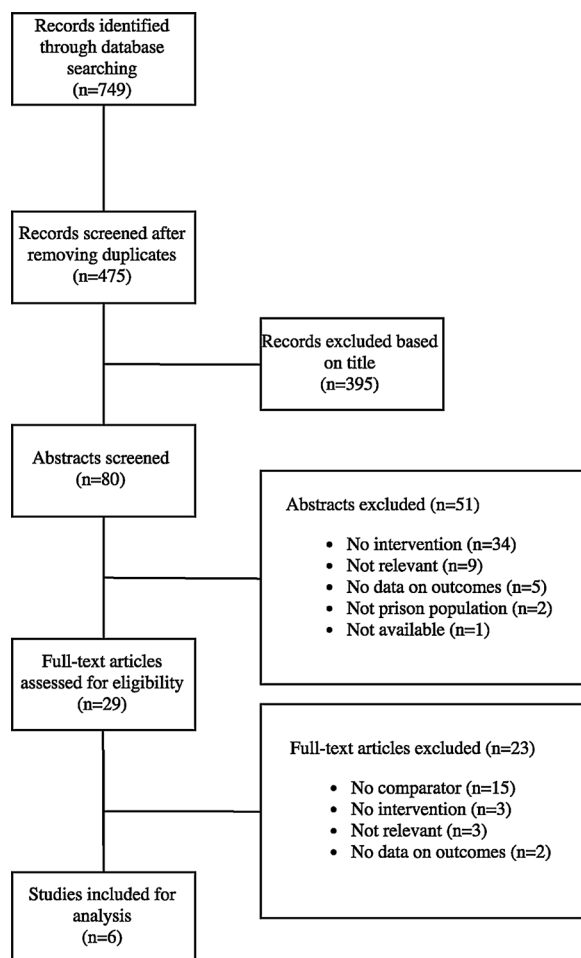 Records identified
through database
searching
(n=749)
Records screened after
removing duplicates
(n=475)
Records excluded based
on title
(n=395)
Abstracts screened
(n=80)
Abstracts excluded (n=51)
• No intervention (n=34)
• Not relevant (n=9)
• No data on outcomes (n=5)
• Not prison population (n=2)
• Not available (n=1)
Full-text articles
assessed for eligibility
(n=29)
Full-text articles excluded (n=23)
• No comparator (n=15)
• No intervention (n=3)
• Not relevant (n=3)
• No data on outcomes (n=2)
Studies included for
analysis
(n=6)